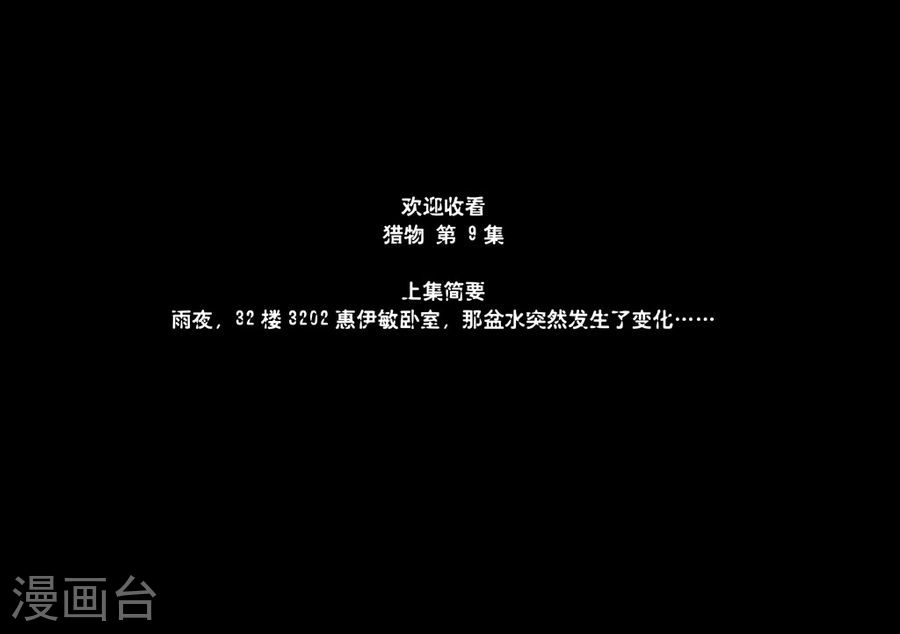 欢迎收看
猎物 第 9 集
上集简要
雨夜，32 楼 3202 惠伊敏卧室，那盆水突然发生了变化……
漫画台